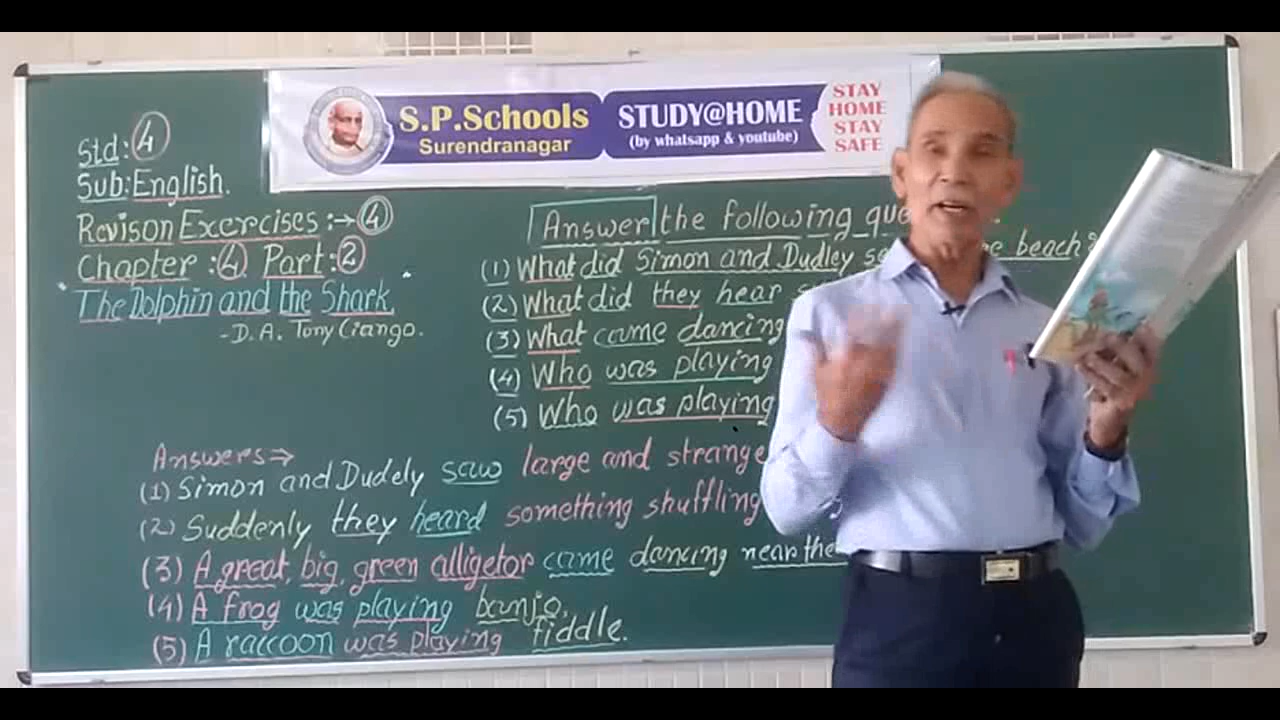 S.P.Schools
Surendranagar
STUDY@HOME
(by whatsapp & youtube)
STAY
HOME
STAY
SAFE
Std: 4
Sub: English.
Revison Exercises :→ 4
Chapter :4. Part: 2
The Dolphin and the Shark.
- D. A. Tony Ciango.
Answer the following
(1) What did Simon and Dudley beach?
(2) What did they hear
(3) What came dancing
(4) Who was playing
(5) Who was playing
Answers ⇒
(1) Simon and Dudely saw large and strange
(2) Suddenly they heard something shuffling
(3) A great, big, green alligetor came dancing near the
(4) A frog was playing banjo.
(5) A raccoon was playing fiddle.